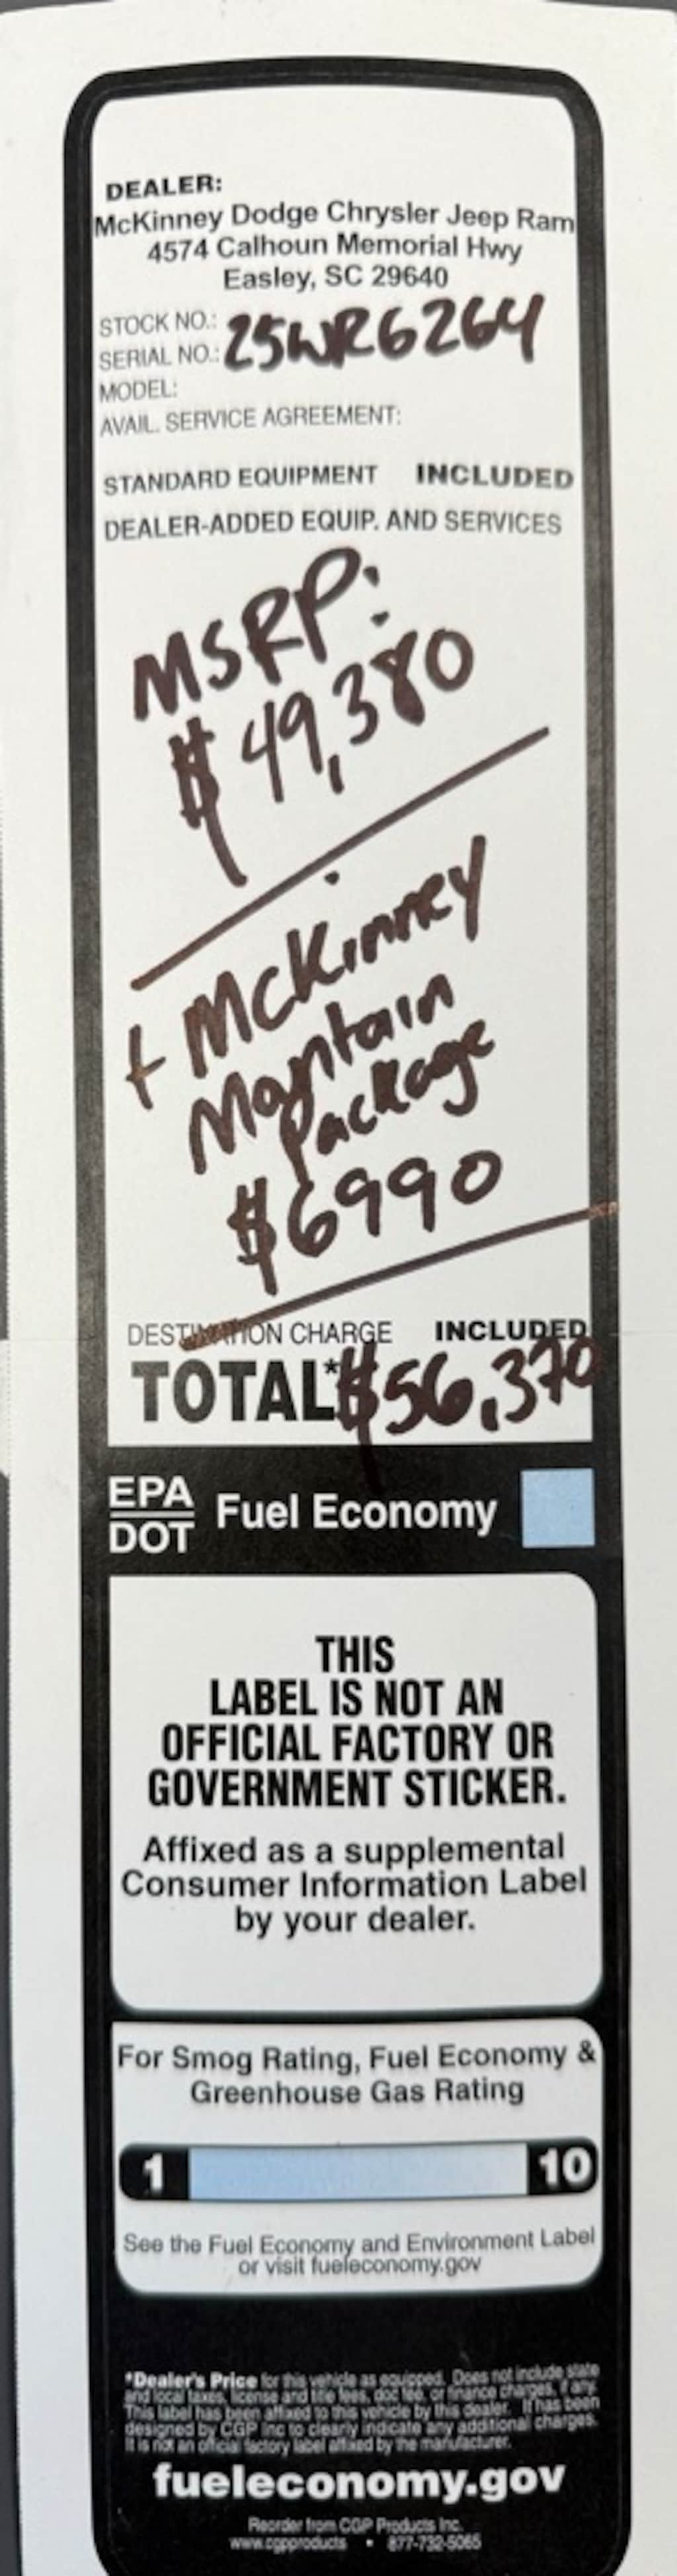 DEALER:
McKinney Dodge Chrysler Jeep Ram
4574 Calhoun Memorial Hwy
Easley, SC 29640
STOCK NO.: 25WR6264
SERIAL NO.:
MODEL:
AVAIL. SERVICE AGREEMENT:
STANDARD EQUIPMENT INCLUDED
DEALER-ADDED EQUIP. AND SERVICES
MSRP:
$49,380
+ McKinney
Mantain
Package
$6990
DESTINATION CHARGE INCLUDED
TOTAL* $56,370
EPA
DOT
Fuel Economy
THIS
LABEL IS NOT AN
OFFICIAL FACTORY OR
GOVERNMENT STICKER.
Affixed as a supplemental
Consumer Information Label
by your dealer.
For Smog Rating, Fuel Economy &
Greenhouse Gas Rating
1 10
See the Fuel Economy and Environment Label
or visit fueleconomy.gov
*Dealer's Price for this vehicle as equipped. Does not include state
and local taxes, license and title fees, doc fee, or finance charges, if any.
This label has been affixed to this vehicle by this dealer. It has been
designed by CGP Inc to clearly indicate any additional charges.
It is not an official factory label affixed by the manufacturer.
fueleconomy.gov
Reorder from CGP Products Inc.
www.cgpproducts • 877-732-5065